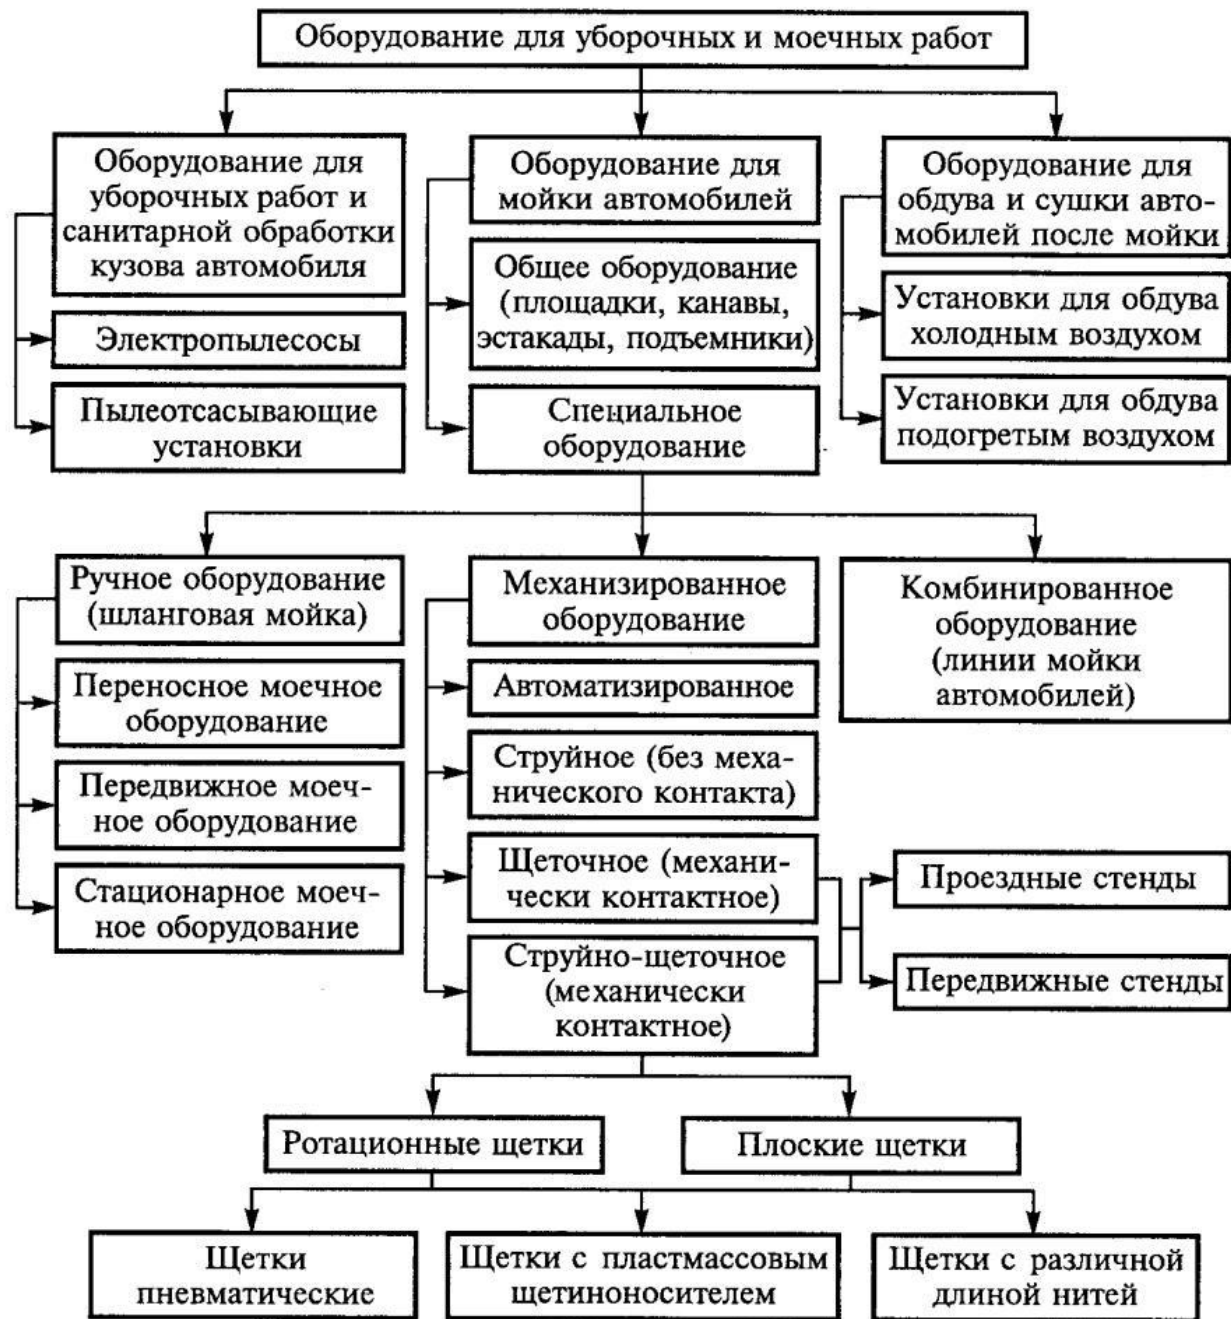 Оборудование для уборочных и моечных работ
Оборудование для
уборочных работ и
санитарной обработки
кузова автомобиля
Электропылесосы
Пылеотсасывающие
установки
Оборудование для
мойки автомобилей
Общее оборудование
(площадки, канавы,
эстакады, подъемники)
Специальное
оборудование
Оборудование для
обдува и сушки авто-
мобилей после мойки
Установки для обдува
холодным воздухом
Установки для обдува
подогретым воздухом
Ручное оборудование
(шланговая мойка)
Переносное моечное
оборудование
Передвижное моеч-
ное оборудование
Стационарное моеч-
ное оборудование
Механизированное
оборудование
Автоматизированное
Струйное (без меха-
нического контакта)
Щеточное (механи-
чески контактное)
Струйно-щеточное
(механически
контактное)
Комбинированное
оборудование
(линии мойки
автомобилей)
Проездные стенды
Передвижные стенды
Ротационные щетки
Плоские щетки
Щетки
пневматические
Щетки с пластмассовым
щетиноносителем
Щетки с различной
длиной нитей